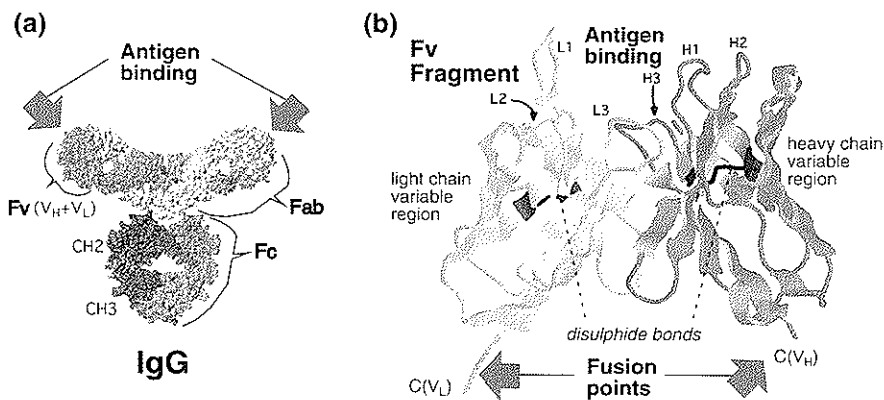 (a)
Antigen
binding
Fv (VH+VL)
Fab
CH2
Fc
CH3
IgG
(b)
Fv
Fragment
L1
Antigen
binding
H1
H2
H3
L2
L3
light chain
variable
region
heavy chain
variable
region
disulphide bonds
C(VL)
Fusion
points
C(VH)